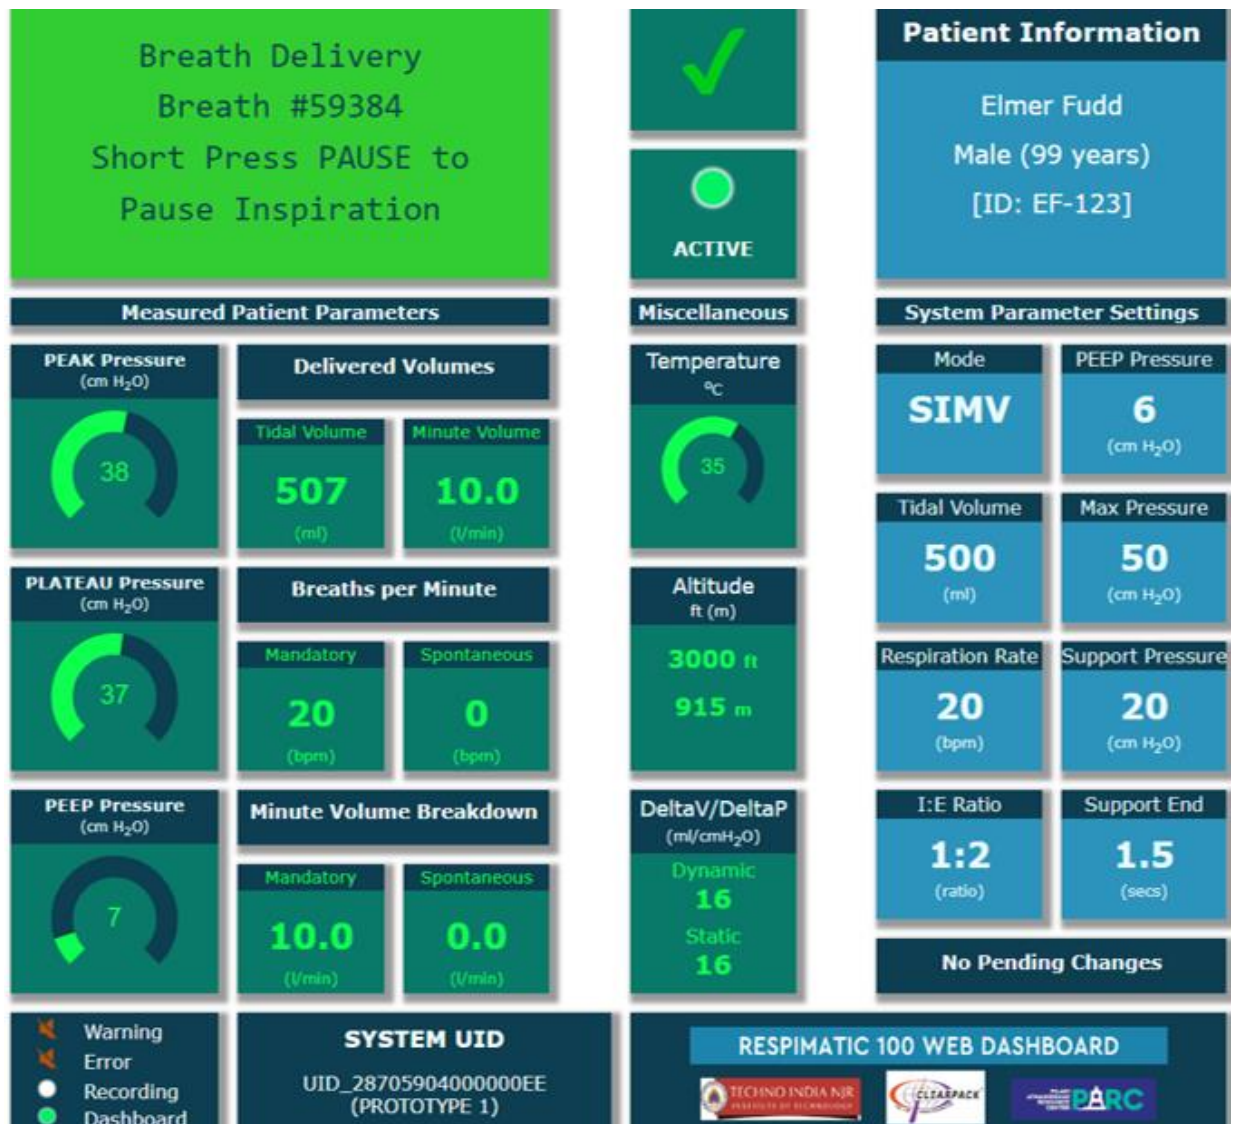 Breath Delivery
Breath #59384
Short Press PAUSE to
Pause Inspiration
ACTIVE
Patient Information
Elmer Fudd
Male (99 years)
[ID: EF-123]
Measured Patient Parameters
PEAK Pressure
(cm H₂O)
38
Delivered Volumes
Tidal Volume
507
(ml)
Minute Volume
10.0
(l/min)
PLATEAU Pressure
(cm H₂O)
37
Breaths per Minute
Mandatory
20
(bpm)
Spontaneous
0
(bpm)
PEEP Pressure
(cm H₂O)
7
Minute Volume Breakdown
Mandatory
10.0
(l/min)
Spontaneous
0.0
(l/min)
Miscellaneous
Temperature
ºC
35
Altitude
ft (m)
3000 ft
915 m
DeltaV/DeltaP
(ml/cmH₂O)
Dynamic
16
Static
16
System Parameter Settings
Mode
SIMV
PEEP Pressure
6
(cm H₂O)
Tidal Volume
500
(ml)
Max Pressure
50
(cm H₂O)
Respiration Rate
20
(bpm)
Support Pressure
20
(cm H₂O)
I:E Ratio
1:2
(ratio)
Support End
1.5
(secs)
No Pending Changes
Warning
Error
Recording
Dashboard
SYSTEM UID
UID_28705904000000EE
(PROTOTYPE 1)
RESPIMATIC 100 WEB DASHBOARD
TECHNO INDIA NJR
INSTITUTE OF TECHNOLOGY
CLEARPACK
PARC